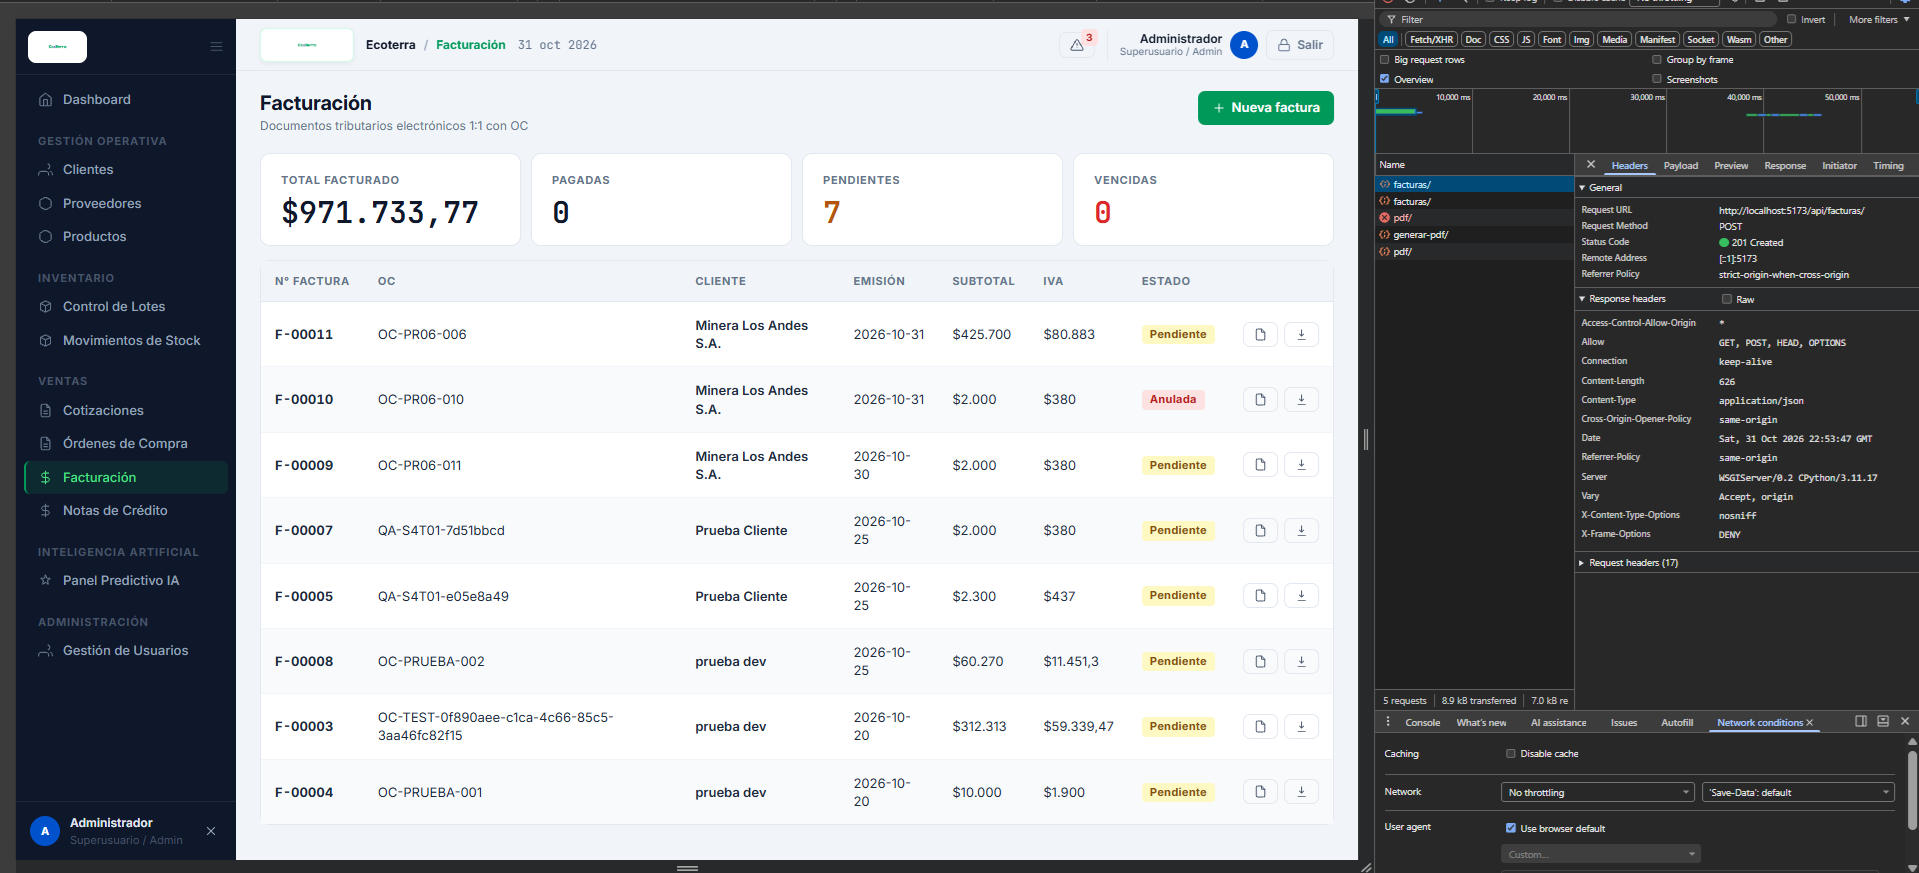 Ecoterra
Dashboard
GESTIÓN OPERATIVA
Clientes
Proveedores
Productos
INVENTARIO
Control de Lotes
Movimientos de Stock
VENTAS
Cotizaciones
Órdenes de Compra
Facturación
Notas de Crédito
INTELIGENCIA ARTIFICIAL
Panel Predictivo IA
ADMINISTRACIÓN
Gestión de Usuarios
A
Administrador
Superusuario / Admin
Ecoterra
Ecoterra / Facturación 31 oct 2026
3
Administrador
Superusuario / Admin
A
Salir
Facturación
Documentos tributarios electrónicos 1:1 con OC
+ Nueva factura
TOTAL FACTURADO
$971.733,77
PAGADAS
0
PENDIENTES
7
VENCIDAS
0
N° FACTURA OC CLIENTE EMISIÓN SUBTOTAL IVA ESTADO
F-00011 OC-PR06-006 Minera Los Andes S.A. 2026-10-31 $425.700 $80.883 Pendiente
F-00010 OC-PR06-010 Minera Los Andes S.A. 2026-10-31 $2.000 $380 Anulada
F-00009 OC-PR06-011 Minera Los Andes S.A. 2026-10-30 $2.000 $380 Pendiente
F-00007 QA-S4T01-7d51bbcd Prueba Cliente 2026-10-25 $2.000 $380 Pendiente
F-00005 QA-S4T01-e05e8a49 Prueba Cliente 2026-10-25 $2.300 $437 Pendiente
F-00008 OC-PRUEBA-002 prueba dev 2026-10-25 $60.270 $11.451,3 Pendiente
F-00003 OC-TEST-0f890aee-c1ca-4c66-85c5-3aa46fc82f15 prueba dev 2026-10-20 $312.313 $59.339,47 Pendiente
F-00004 OC-PRUEBA-001 prueba dev 2026-10-20 $10.000 $1.900 Pendiente
Filter
Invert
More filters
All Fetch/XHR Doc CSS JS Font Img Media Manifest Socket Wasm Other
Big request rows
Group by frame
Overview
Screenshots
10,000 ms 20,000 ms 30,000 ms 40,000 ms 50,000 ms
Name
facturas/
facturas/
pdf/
generar-pdf/
pdf/
5 requests 8.9 kB transferred 7.0 kB re
Headers Payload Preview Response Initiator Timing
General
Request URL http://localhost:5173/api/facturas/
Request Method POST
Status Code 201 Created
Remote Address [::1]:5173
Referrer Policy strict-origin-when-cross-origin
Response headers Raw
Access-Control-Allow-Origin *
Allow GET, POST, HEAD, OPTIONS
Connection keep-alive
Content-Length 626
Content-Type application/json
Cross-Origin-Opener-Policy same-origin
Date Sat, 31 Oct 2026 22:53:47 GMT
Referrer-Policy same-origin
Server WSGIServer/0.2 CPython/3.11.17
Vary Accept, origin
X-Content-Type-Options nosniff
X-Frame-Options DENY
Request headers (17)
Console What's new AI assistance Issues Autofill Network conditions
Caching Disable cache
Network No throttling 'Save-Data': default
User agent Use browser default
Custom...